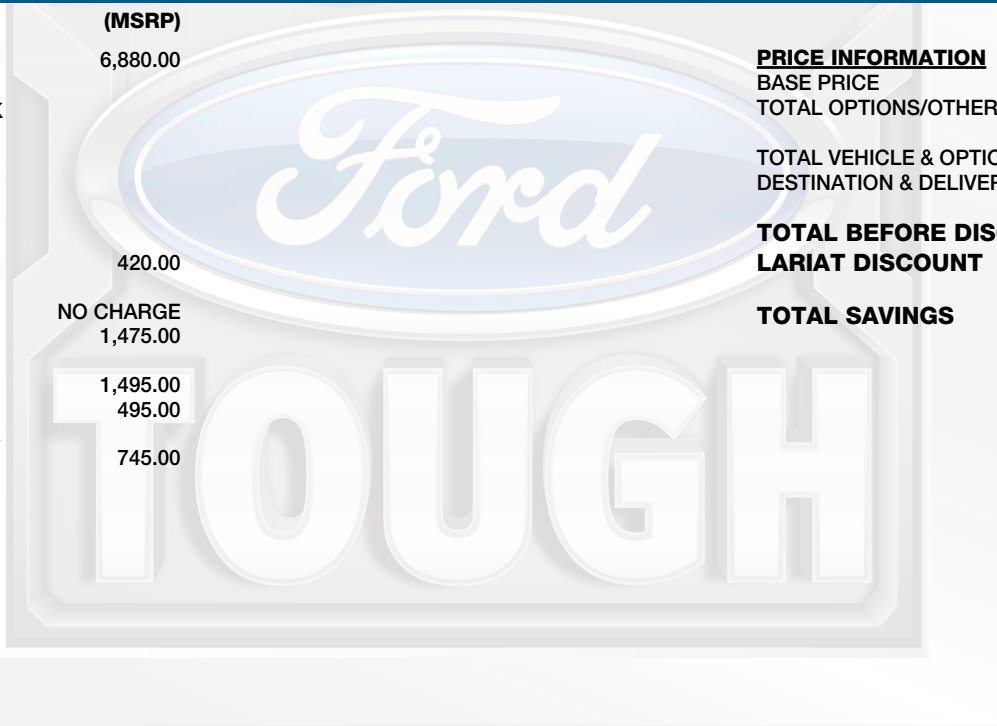 (MSRP)
6,880.00
420.00
NO CHARGE
1,475.00
1,495.00
495.00
745.00
PRICE INFORMATION
BASE PRICE
TOTAL OPTIONS/OTHER
TOTAL VEHICLE & OPTIO
DESTINATION & DELIVER
TOTAL BEFORE DIS
LARIAT DISCOUNT
TOTAL SAVINGS
Ford
TOUGH